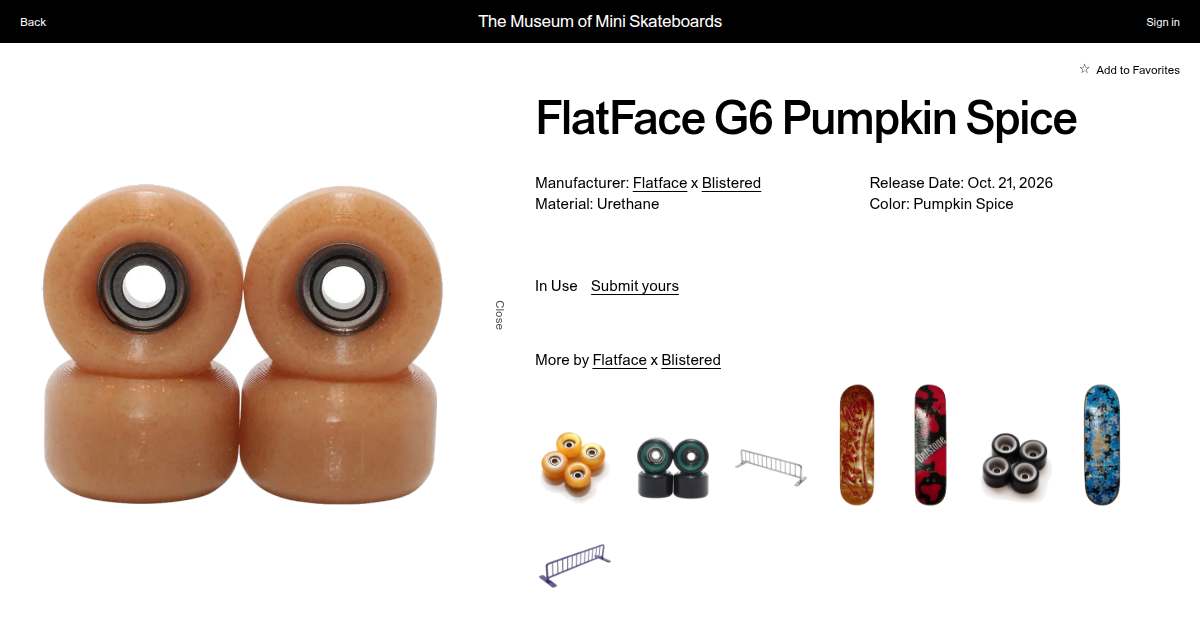 Back
The Museum of Mini Skateboards
Sign in
☆ Add to Favorites
FlatFace G6 Pumpkin Spice
Manufacturer: Flatface x Blistered
Material: Urethane
Release Date: Oct. 21, 2026
Color: Pumpkin Spice
In Use Submit yours
Close
More by Flatface x Blistered